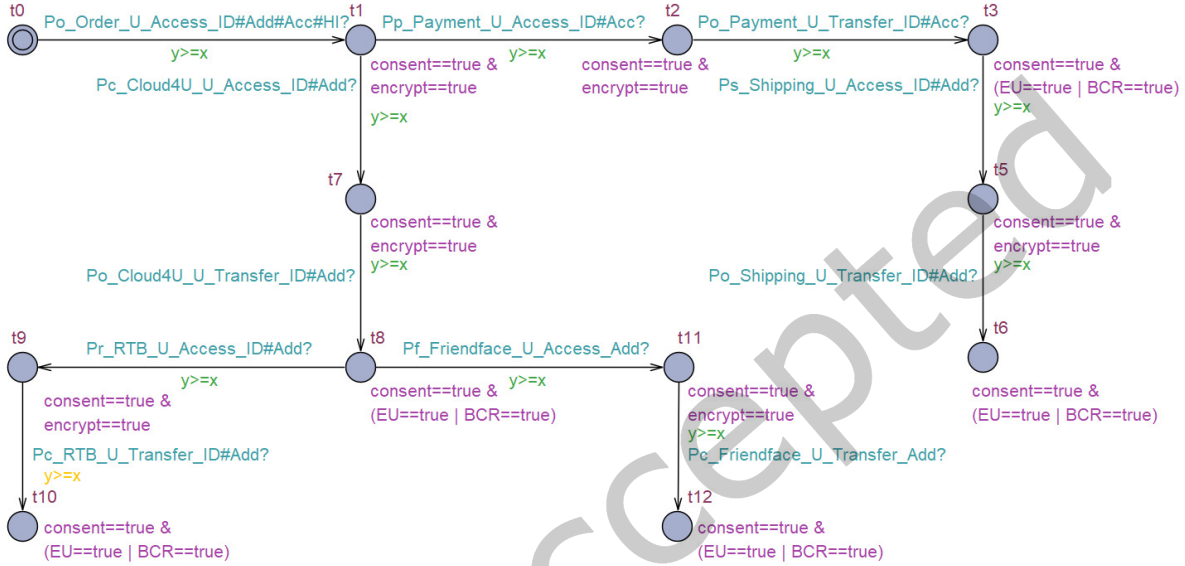 t0
Po_Order_U_Access_ID#Add#Acc#HI?
y>=x
t1
Pp_Payment_U_Access_ID#Acc?
y>=x
t2
Po_Payment_U_Transfer_ID#Acc?
y>=x
t3
consent==true &
encrypt==true
consent==true &
encrypt==true
consent==true &
(EU==true | BCR==true)
Pc_Cloud4U_U_Access_ID#Add?
y>=x
Ps_Shipping_U_Access_ID#Add?
y>=x
t7
consent==true &
encrypt==true
t5
consent==true &
encrypt==true
Po_Cloud4U_U_Transfer_ID#Add?
y>=x
Po_Shipping_U_Transfer_ID#Add?
y>=x
t9
Pr_RTB_U_Access_ID#Add?
y>=x
t8
Pf_Friendface_U_Access_Add?
y>=x
t11
t6
consent==true &
encrypt==true
consent==true &
(EU==true | BCR==true)
consent==true &
encrypt==true
consent==true &
(EU==true | BCR==true)
Pc_RTB_U_Transfer_ID#Add?
y>=x
y>=x
Pc_Friendface_U_Transfer_Add?
t10
consent==true &
(EU==true | BCR==true)
t12
consent==true &
(EU==true | BCR==true)
ccepted